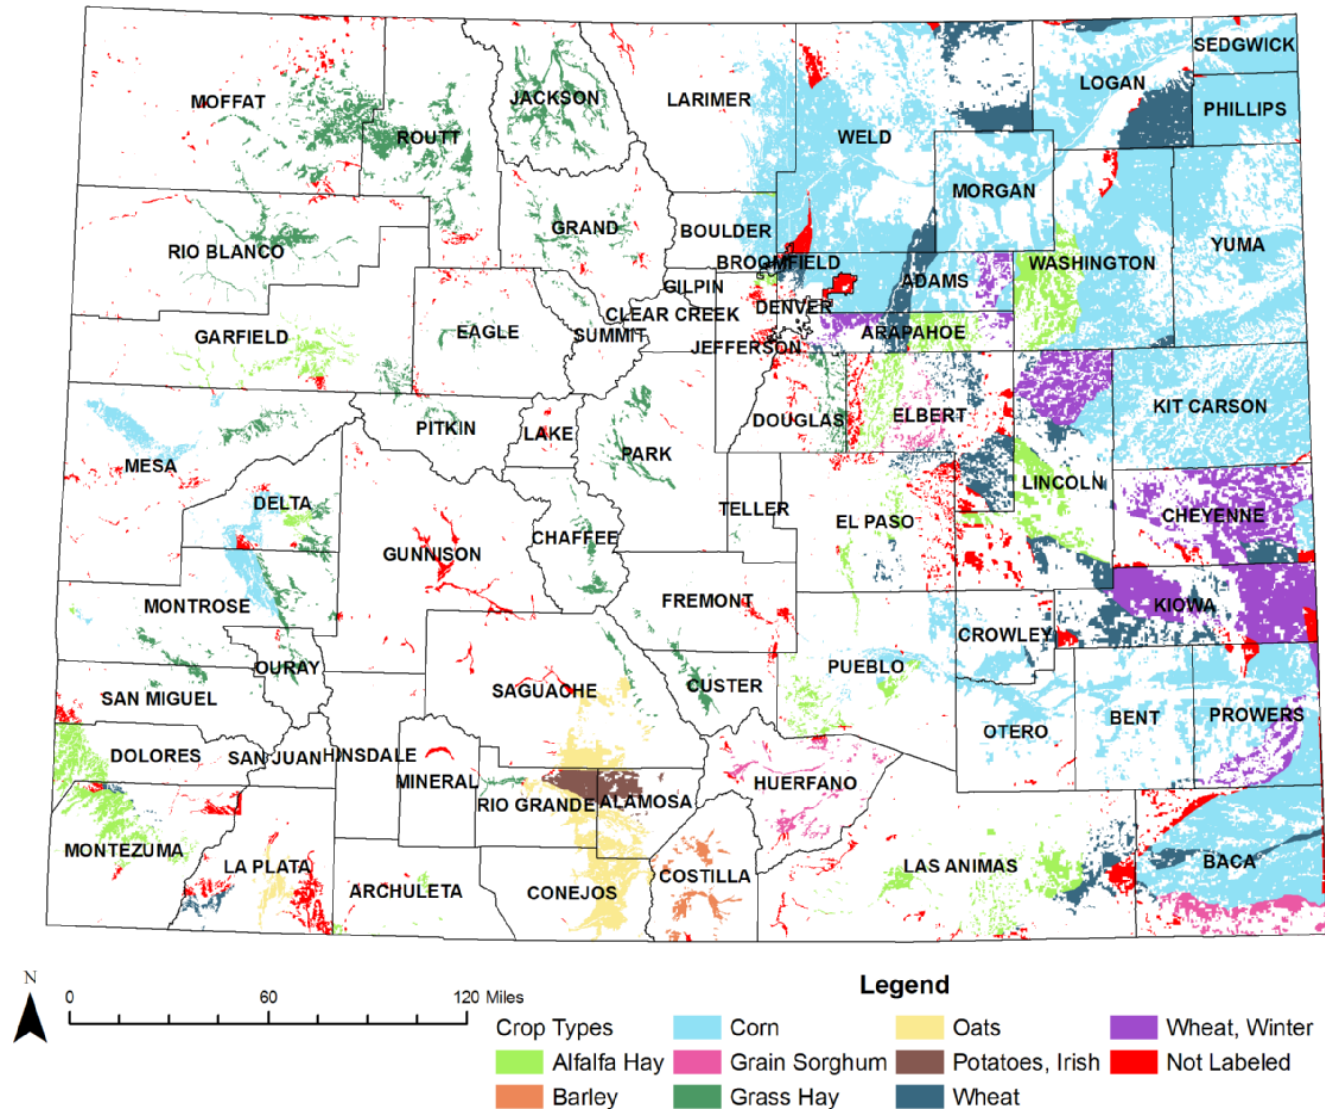 SEDGWICK
LOGAN
MOFFAT
JACKSON
LARIMER
PHILLIPS
ROUTT
WELD
MORGAN
GRAND
BOULDER
YUMA
RIO BLANCO
BROOMFIELD
WASHINGTON
ADAMS
GILPIN
DENVER
CLEAR CREEK
EAGLE
SUMMIT
ARAPAHOE
GARFIELD
JEFFERSON
KIT CARSON
ELBERT
DOUGLAS
PITKIN
LAKE
PARK
MESA
LINCOLN
DELTA
TELLER
CHEYENNE
EL PASO
CHAFFEE
GUNNISON
FREMONT
KIOWA
MONTROSE
CROWLEY
OURAY
PUEBLO
CUSTER
SAGUACHE
SAN MIGUEL
PROWERS
BENT
OTERO
DOLORES
SAN JUAN
HINSDALE
MINERAL
HUERFANO
RIO GRANDE
ALAMOSA
MONTEZUMA
LA PLATA
LAS ANIMAS
BACA
COSTILLA
ARCHULETA
CONEJOS
N
0 60 120 Miles
Legend
Crop Types
Corn
Oats
Wheat, Winter
Alfalfa Hay
Grain Sorghum
Potatoes, Irish
Not Labeled
Barley
Grass Hay
Wheat